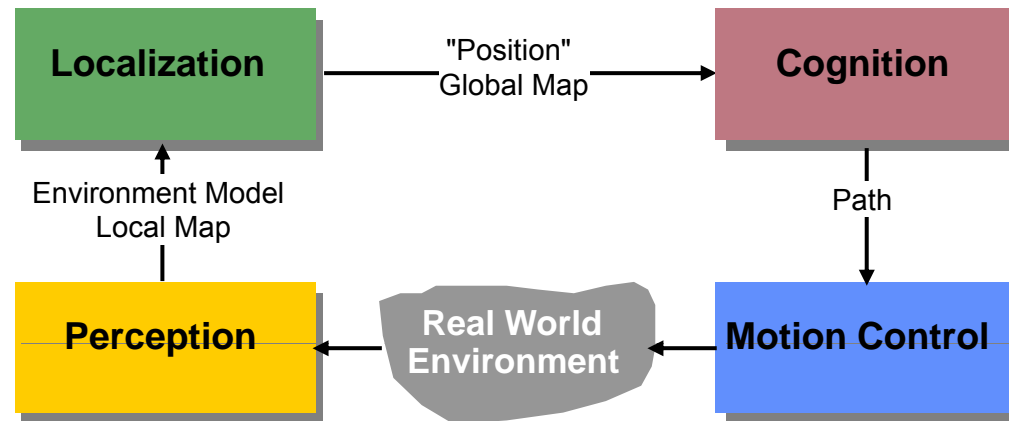 Localization
"Position"
Global Map
Cognition
Environment Model
Local Map
Path
Perception
Real World
Environment
Motion Control